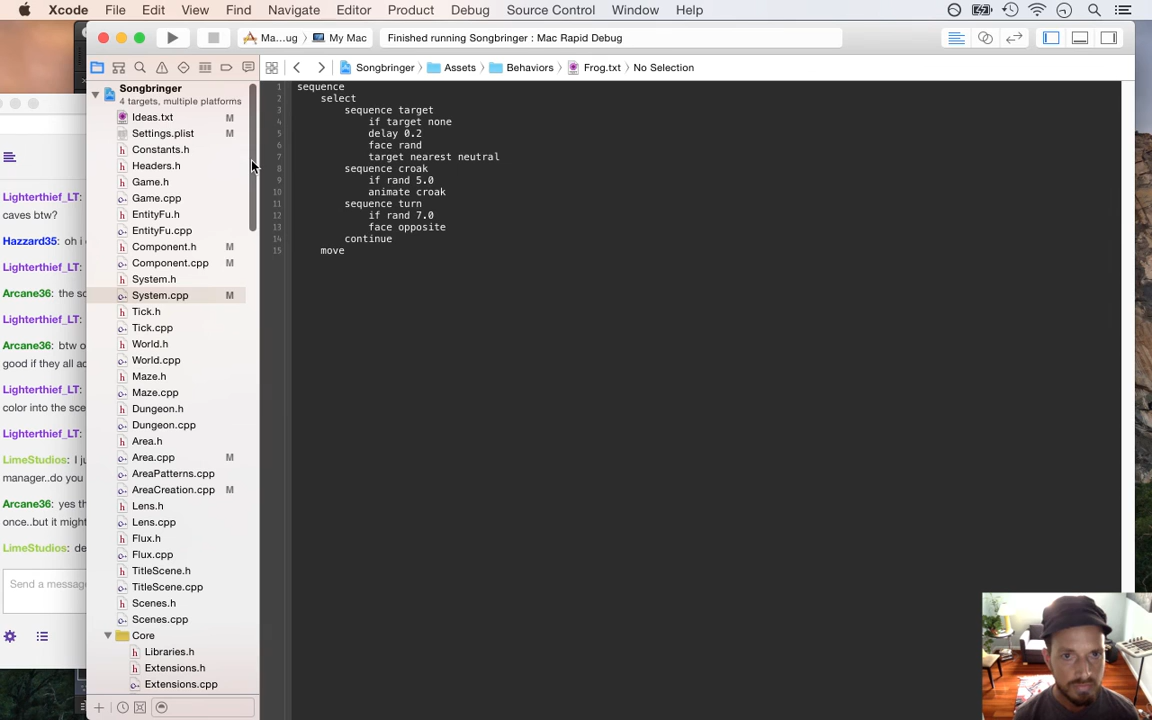 Xcode File Edit View Find Navigate Editor Product Debug Source Control Window Help
Ma...ug My Mac Finished running Songbringer : Mac Rapid Debug
Songbringer Assets Behaviors Frog.txt No Selection
Songbringer
4 targets, multiple platforms
Ideas.txt M
Settings.plist M
Constants.h
Headers.h
Game.h
Game.cpp
EntityFu.h
EntityFu.cpp
Component.h M
Component.cpp M
System.h
System.cpp M
Tick.h
Tick.cpp
World.h
World.cpp
Maze.h
Maze.cpp
Dungeon.h
Dungeon.cpp
Area.h
Area.cpp M
AreaPatterns.cpp
AreaCreation.cpp M
Lens.h
Lens.cpp
Flux.h
Flux.cpp
TitleScene.h
TitleScene.cpp
Scenes.h
Scenes.cpp
Core
Libraries.h
Extensions.h
Extensions.cpp
1 sequence
2 select
3 sequence target
4 if target none
5 delay 0.2
6 face rand
7 target nearest neutral
8 sequence croak
9 if rand 5.0
10 animate croak
11 sequence turn
12 if rand 7.0
13 face opposite
14 continue
15 move
Lighterthief_LT:
caves btw?
Hazzard35: oh i
Lighterthief_LT:
Arcane36: the
Lighterthief_LT:
Arcane36: btw
good if they all
Lighterthief_LT:
color into the
Lighterthief_LT:
LimeStudios: I
manager..do you
Arcane36: yes
once..but it might
LimeStudios:
Send a message